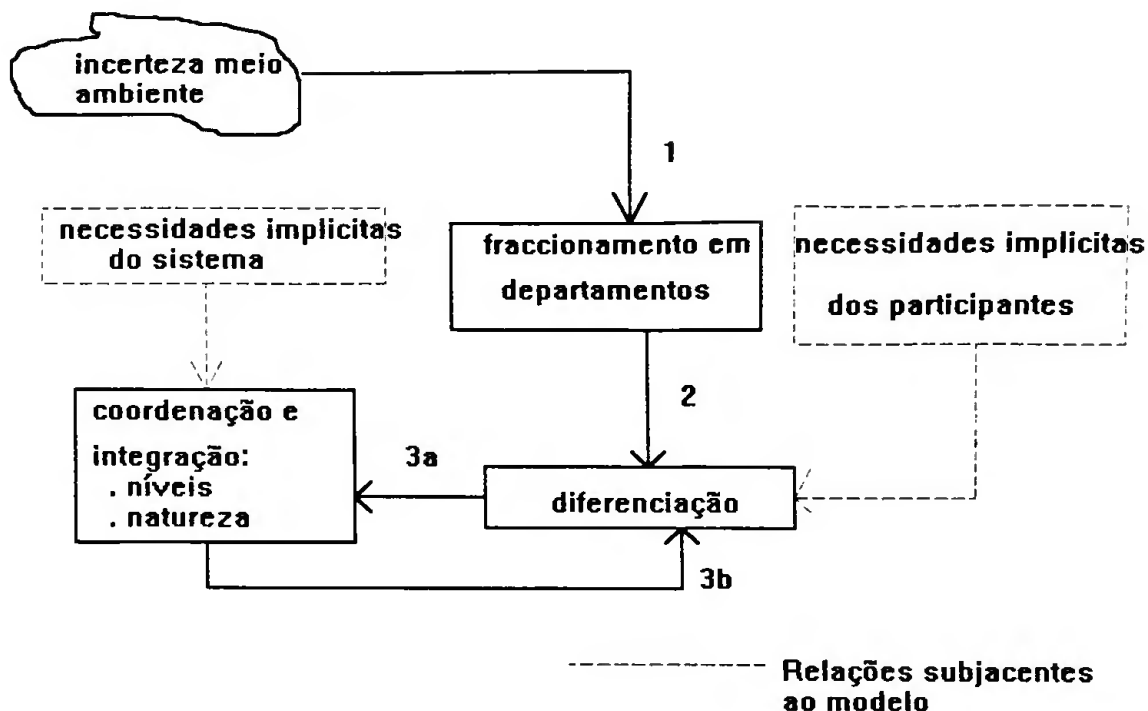 incerteza meio
ambiente
1
necessidades implicitas
do sistema
fraccionamento em
departamentos
necessidades implicitas
dos participantes
2
coordenação e
integração:
. níveis
. natureza
3a
diferenciação
3b
Relações subjacentes
ao modelo